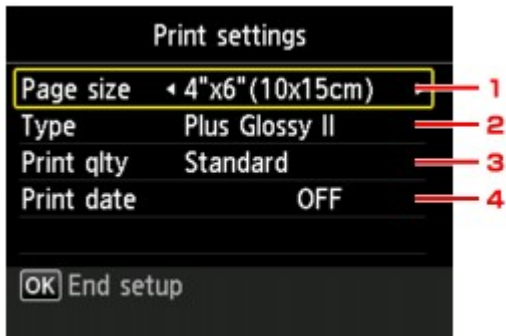 Print settings
Page size 4"x6"(10x15cm) 1
Type Plus Glossy II 2
Print qlty Standard 3
Print date OFF 4
OK End setup